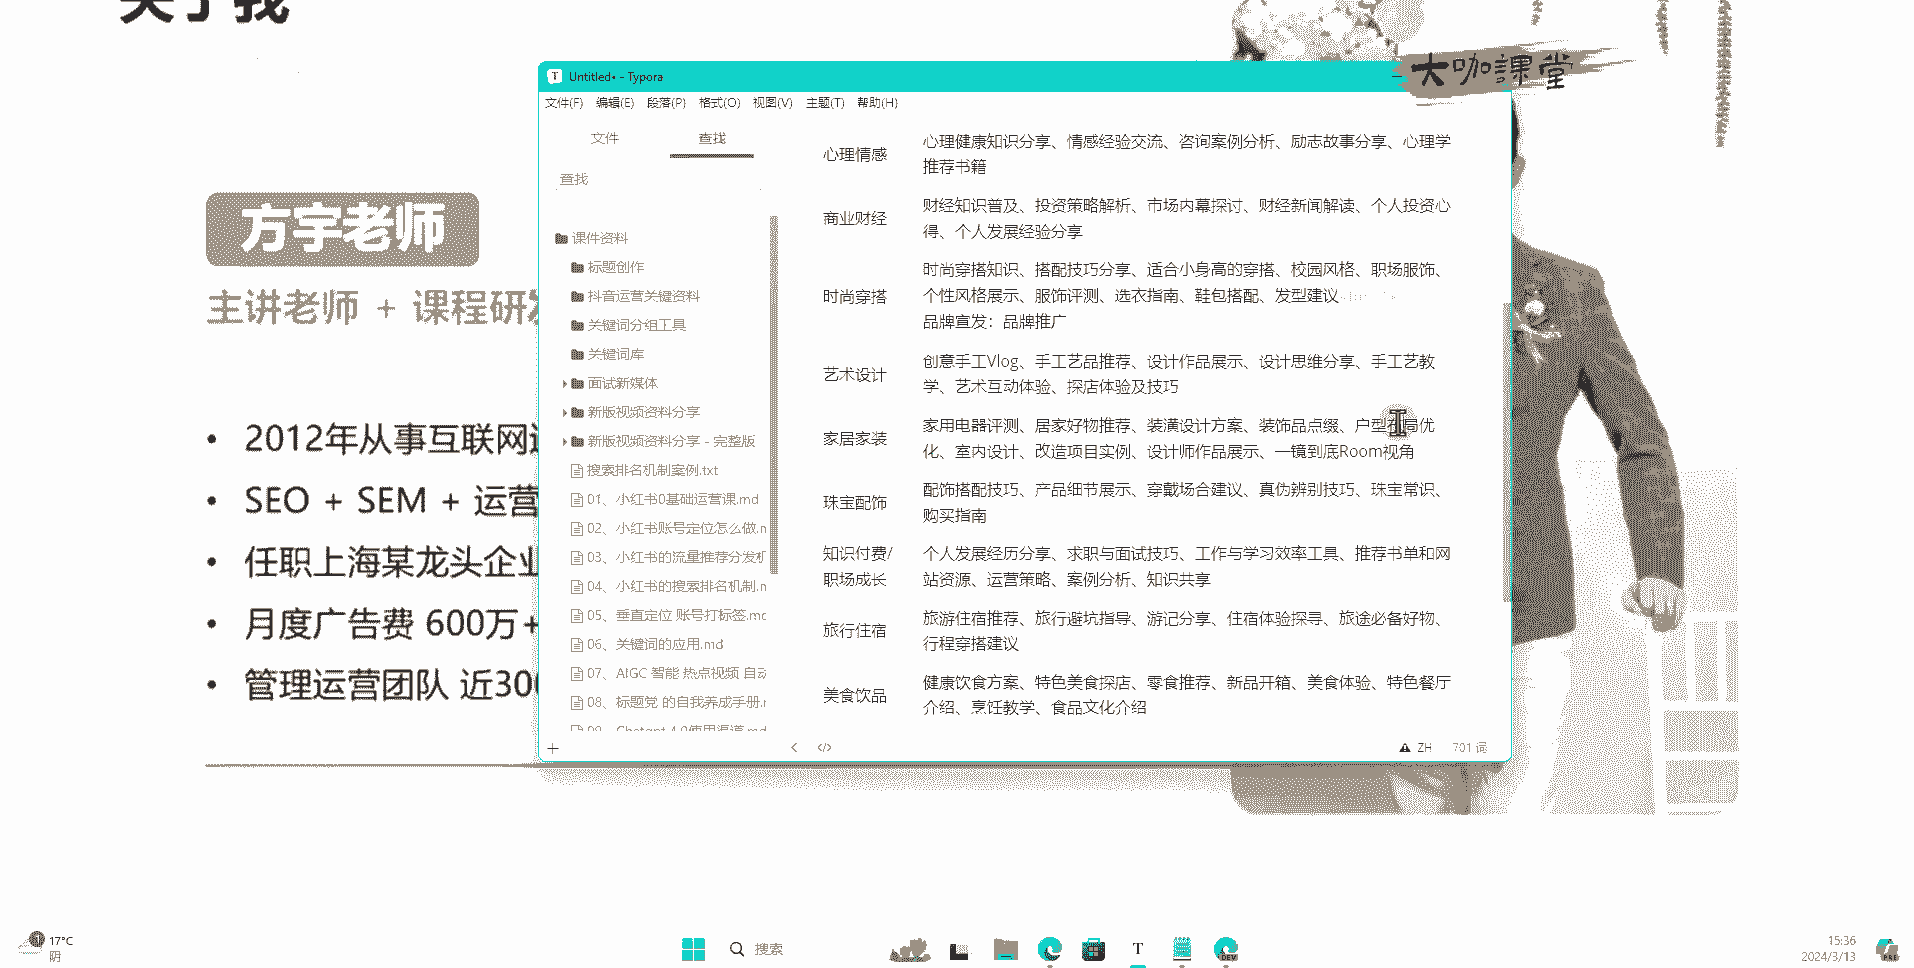 关于我
大咖課堂
方宇老师
主讲老师 + 课程研发
2012年从事互联网
SEO + SEM + 运营
任职上海某龙头企业
月度广告费 600万+
管理运营团队 近300
Untitled• - Typora
文件(F) 编辑(E) 段落(P) 格式(O) 视图(V) 主题(T) 帮助(H)
文件 查找
查找
课件资料
标题创作
抖音运营关键资料
关键词分组工具
关键词库
面试新媒体
新版视频资料分享
新版视频资料分享 - 完整版
搜索排名机制案例.txt
01、小红书0基础运营课.md
02、小红书账号定位怎么做.m
03、小红书的流量推荐分发机
04、小红书的搜索排名机制.m
05、垂直定位 账号打标签.md
06、关键词的应用.md
07、AIGC 智能 热点视频 自动
08、标题党 的自我养成手册.m
09、Chatgpt 4.0使用渠道.md
心理情感
心理健康知识分享、情感经验交流、咨询案例分析、励志故事分享、心理学
推荐书籍
商业财经
财经知识普及、投资策略解析、市场内幕探讨、财经新闻解读、个人投资心
得、个人发展经验分享
时尚穿搭
时尚穿搭知识、搭配技巧分享、适合小身高的穿搭、校园风格、职场服饰、
个性风格展示、服饰评测、选衣指南、鞋包搭配、发型建议
品牌宣发：品牌推广
艺术设计
创意手工Vlog、手工艺品推荐、设计作品展示、设计思维分享、手工艺教
学、艺术互动体验、探店体验及技巧
家居家装
家用电器评测、居家好物推荐、装潢设计方案、装饰品点缀、户型布局优
化、室内设计、改造项目实例、设计师作品展示、一镜到底Room视角
珠宝配饰
配饰搭配技巧、产品细节展示、穿戴场合建议、真伪辨别技巧、珠宝常识、
购买指南
知识付费/
职场成长
个人发展经历分享、求职与面试技巧、工作与学习效率工具、推荐书单和网
站资源、运营策略、案例分析、知识共享
旅行住宿
旅游住宿推荐、旅行避坑指导、游记分享、住宿体验探寻、旅途必备好物、
行程穿搭建议
美食饮品
健康饮食方案、特色美食探店、零食推荐、新品开箱、美食体验、特色餐厅
介绍、烹饪教学、食品文化介绍
ZH 701 词
17°C
阴
搜索
T
DEV
15:36
2024/3/13
PRE